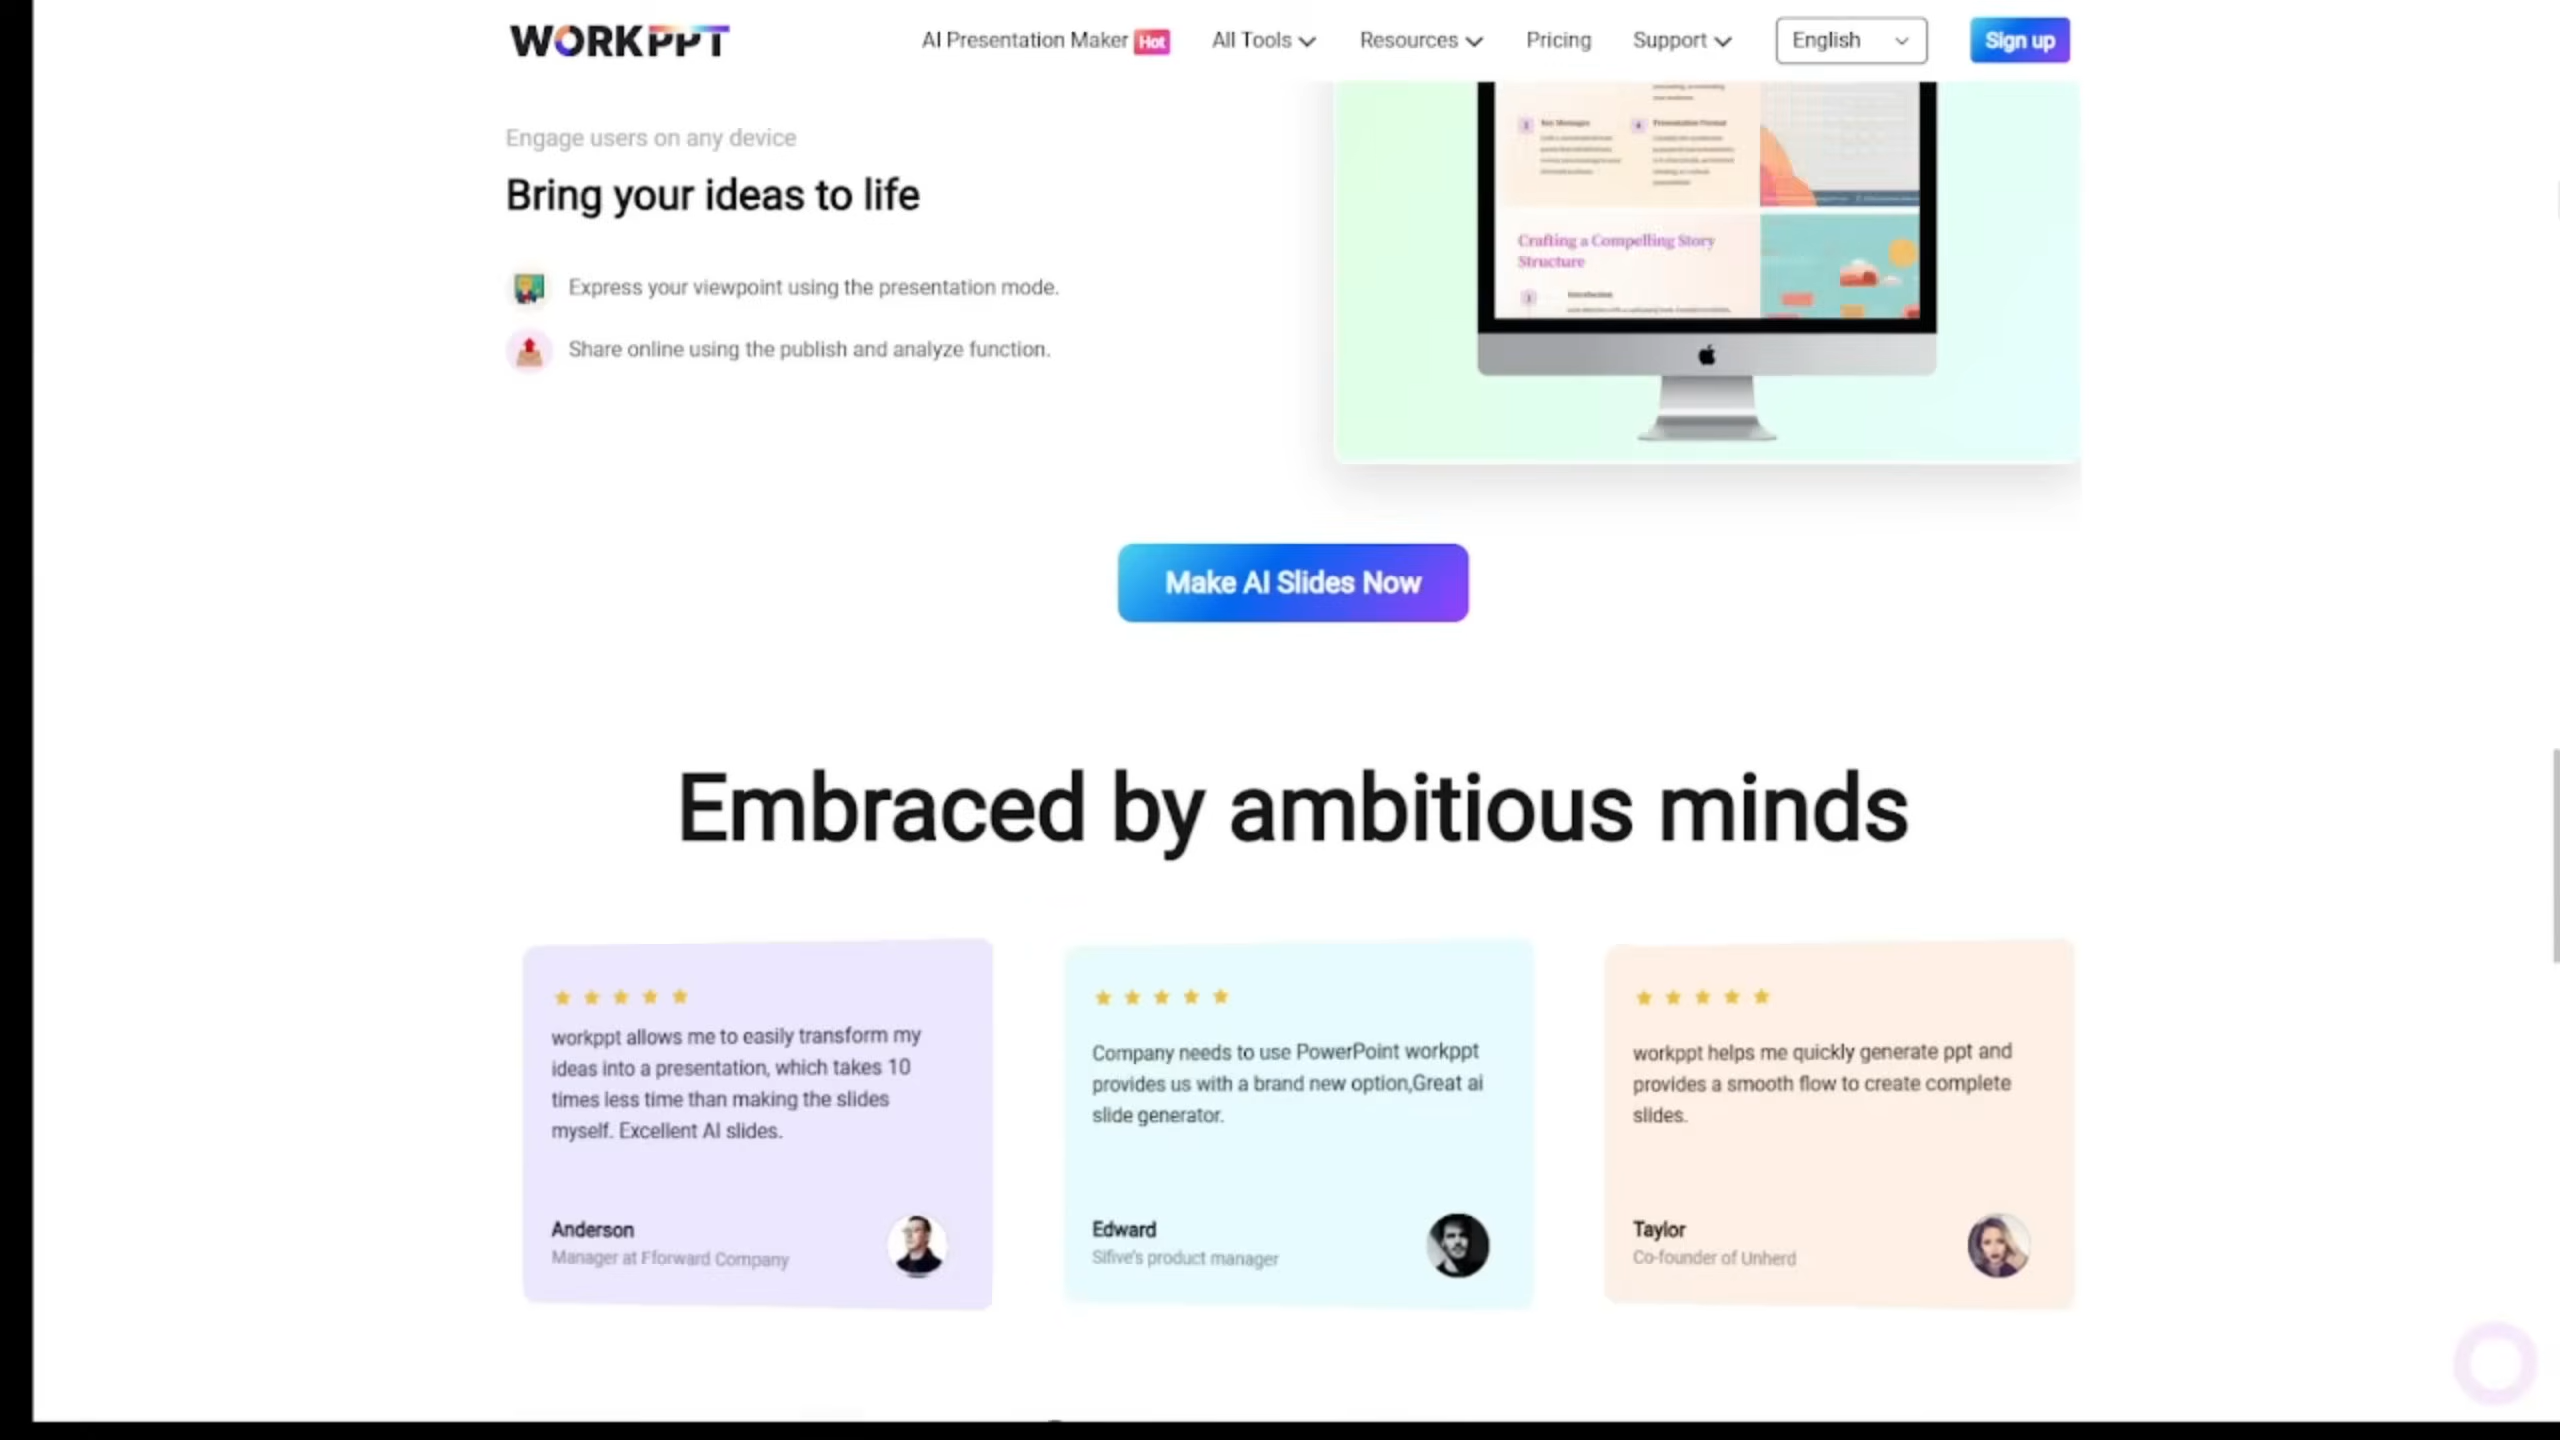 WORKPPT
AI Presentation Maker Hot
All Tools
Resources
Pricing
Support
English
Sign up
Engage users on any device
Bring your ideas to life
Express your viewpoint using the presentation mode.
Share online using the publish and analyze function.
Key Messages
Presentation Format
Crafting a Compelling Story
Structure
Introduction
Make AI Slides Now
Embraced by ambitious minds
workppt allows me to easily transform my
ideas into a presentation, which takes 10
times less time than making the slides
myself. Excellent AI slides.
Anderson
Manager at Fforward Company
Company needs to use PowerPoint workppt
provides us with a brand new option,Great ai
slide generator.
Edward
Sifive's product manager
workppt helps me quickly generate ppt and
provides a smooth flow to create complete
slides.
Taylor
Co-founder of Unherd